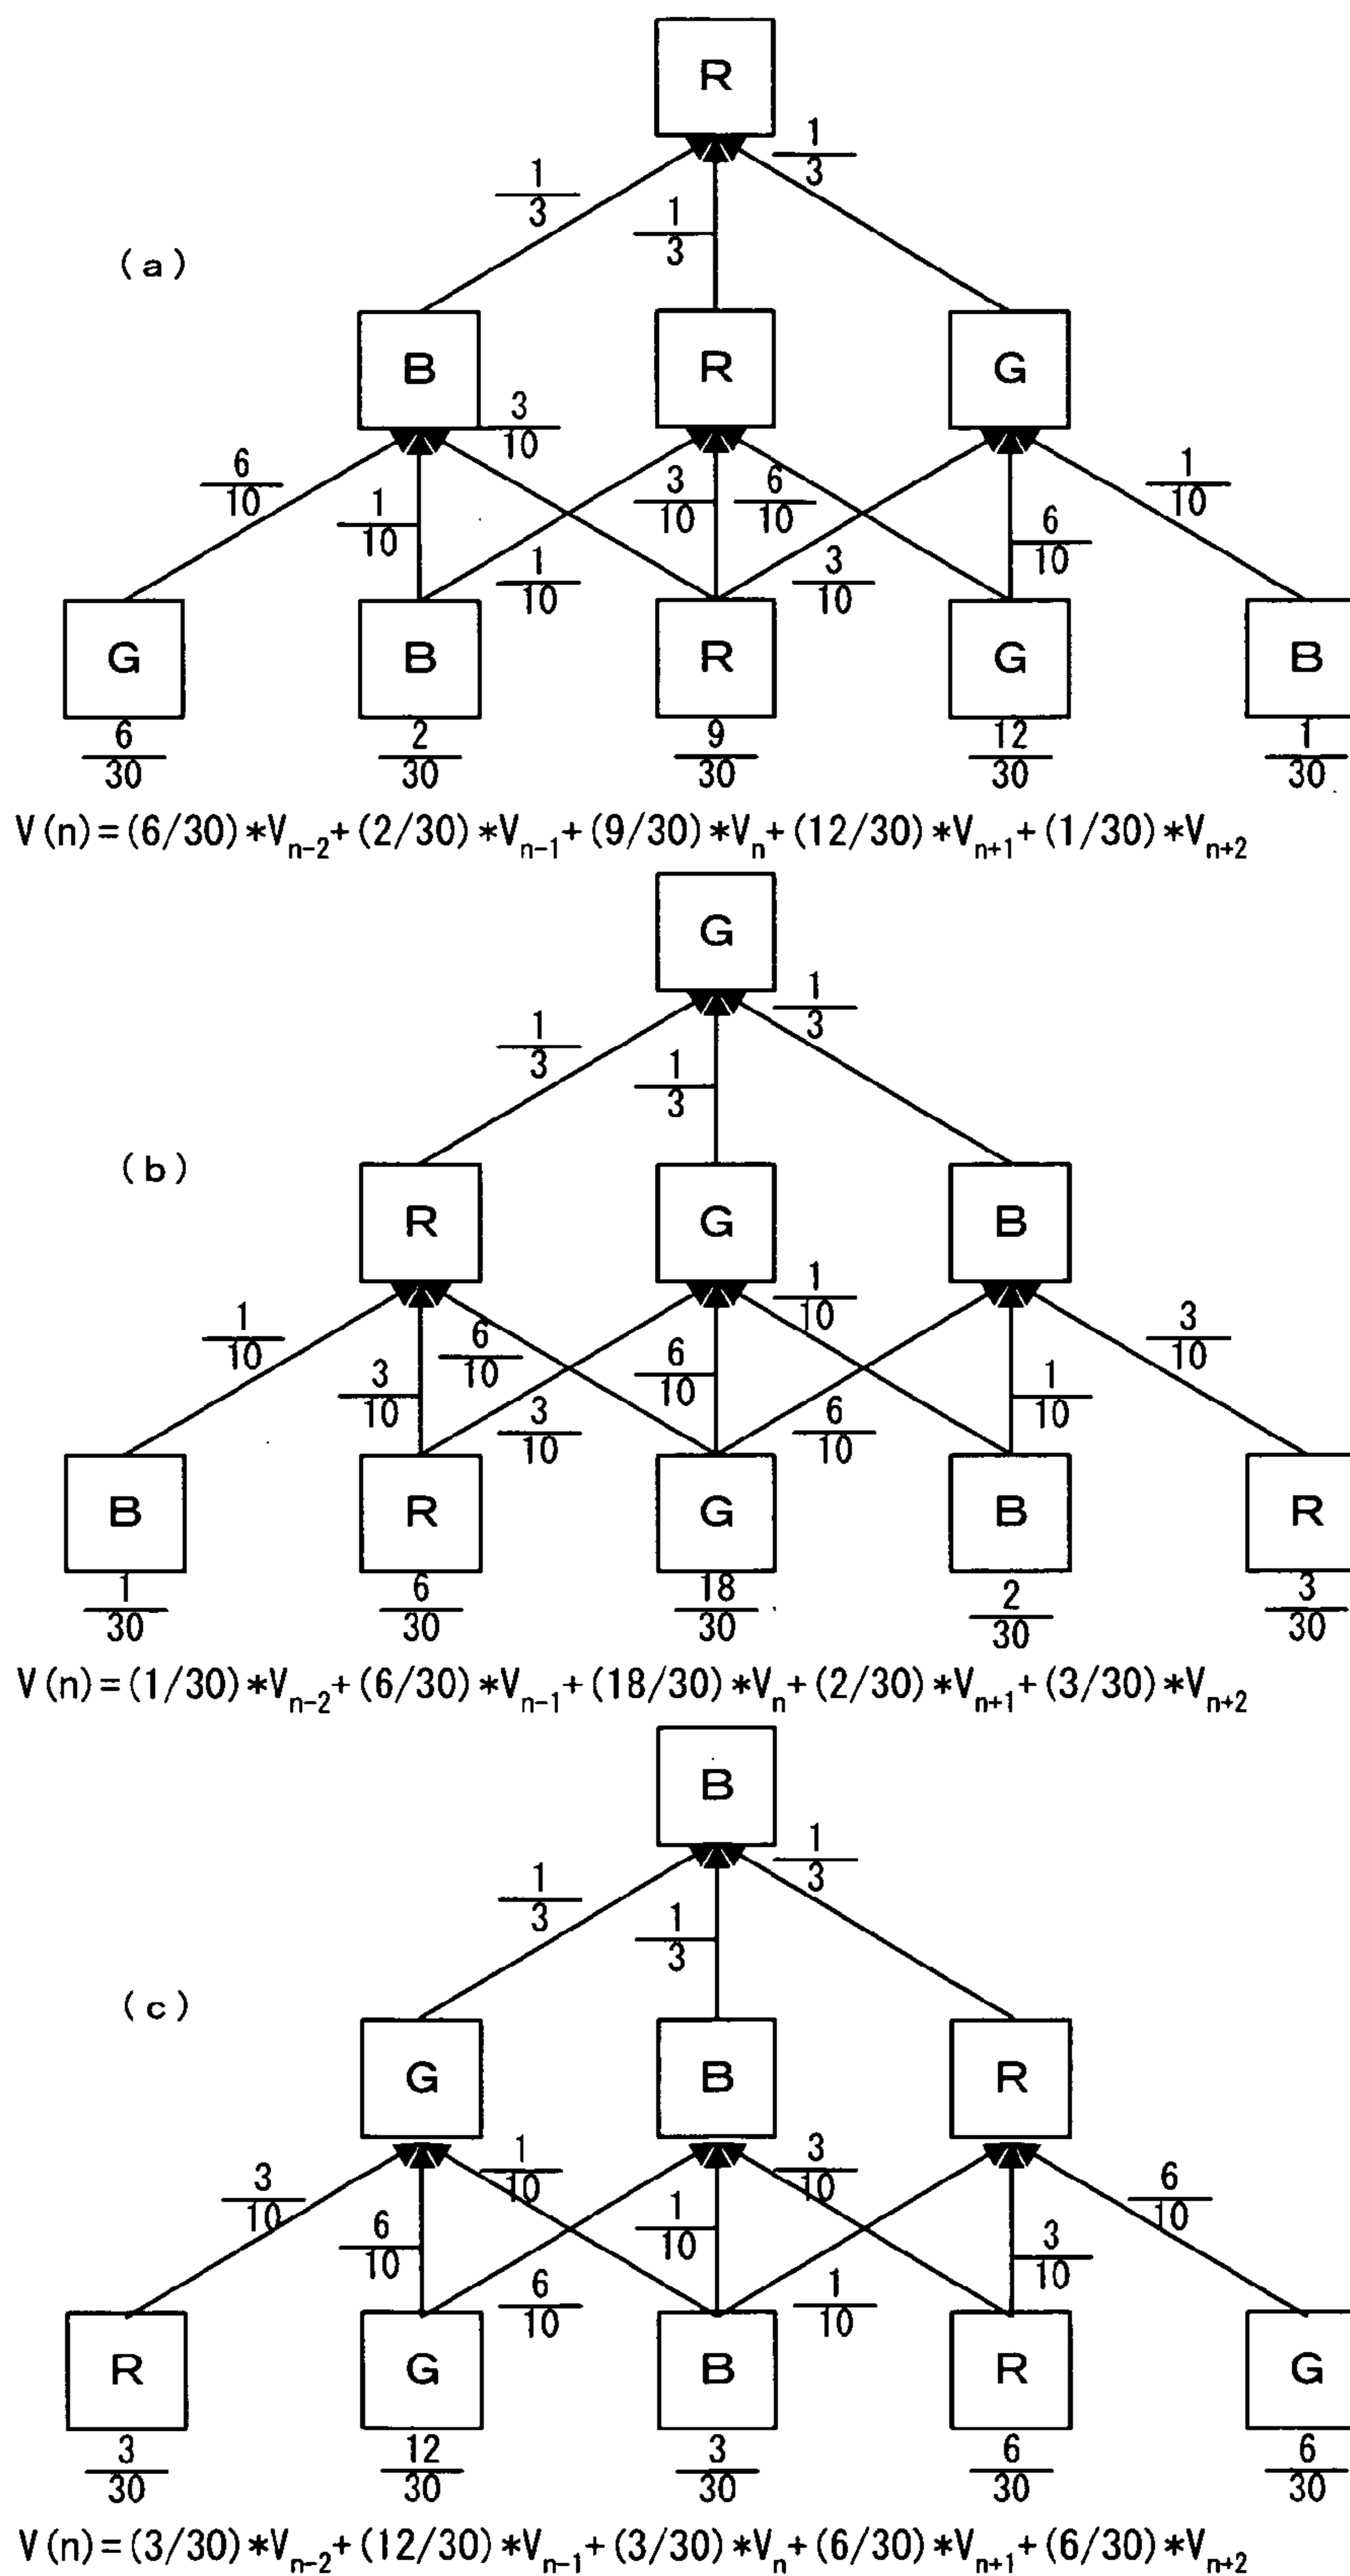 R
1/3 1/3 1/3
(a)
B R G
6/10 1/10 3/10 1/10 3/10 6/10 3/10 6/10 1/10
G B R G B
6/30 2/30 9/30 12/30 1/30
V(n)=(6/30)*Vn-2+(2/30)*Vn-1+(9/30)*Vn+(12/30)*Vn+1+(1/30)*Vn+2
G
1/3 1/3 1/3
(b)
R G B
1/10 3/10 6/10 3/10 6/10 1/10 6/10 1/10 3/10
B R G B R
1/30 6/30 18/30 2/30 3/30
V(n)=(1/30)*Vn-2+(6/30)*Vn-1+(18/30)*Vn+(2/30)*Vn+1+(3/30)*Vn+2
B
1/3 1/3 1/3
(c)
G B R
3/10 6/10 1/10 6/10 1/10 3/10 1/10 3/10 6/10
R G B R G
3/30 12/30 3/30 6/30 6/30
V(n)=(3/30)*Vn-2+(12/30)*Vn-1+(3/30)*Vn+(6/30)*Vn+1+(6/30)*Vn+2